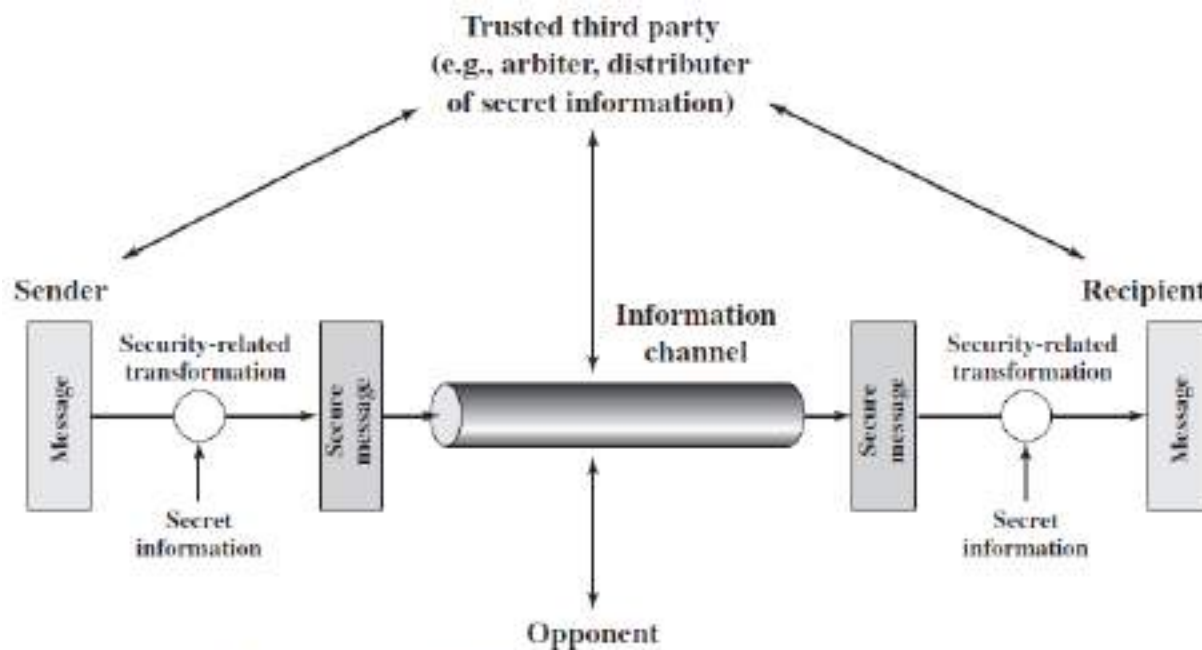 Trusted third party
(e.g., arbiter, distributer
of secret information)
Sender
Recipient
Information
channel
Security-related
transformation
Security-related
transformation
Message
Secure
message
Secure
message
Message
Secret
information
Secret
information
Opponent